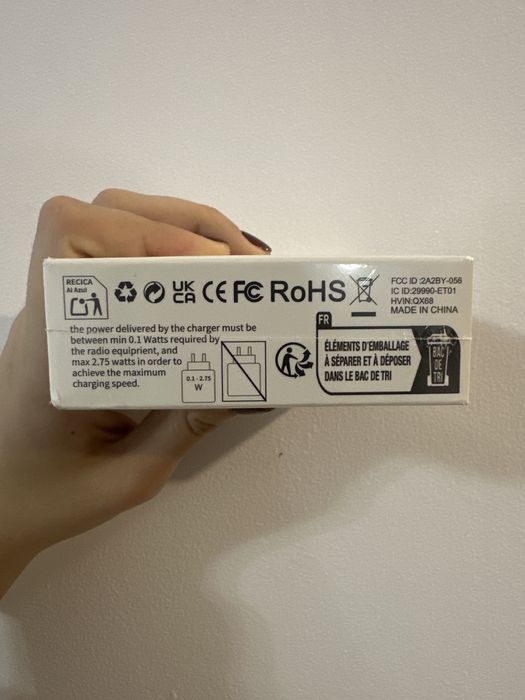 RECICA
Al Azul
UK
CA
CE FC RoHS
FCC ID :2A2BY-056
IC ID:29990-ET01
HVIN:QX68
MADE IN CHINA
the power delivered by the charger must be
between min 0.1 Watts required by
the radio equiprient, and
max 2.75 watts in order to
achieve the maximum
charging speed.
0.1 - 2.75
W
FR
ÉLÉMENTS D'EMBALLAGE
À SÉPARER ET À DÉPOSER
DANS LE BAC DE TRI
BAC
DE
TRI